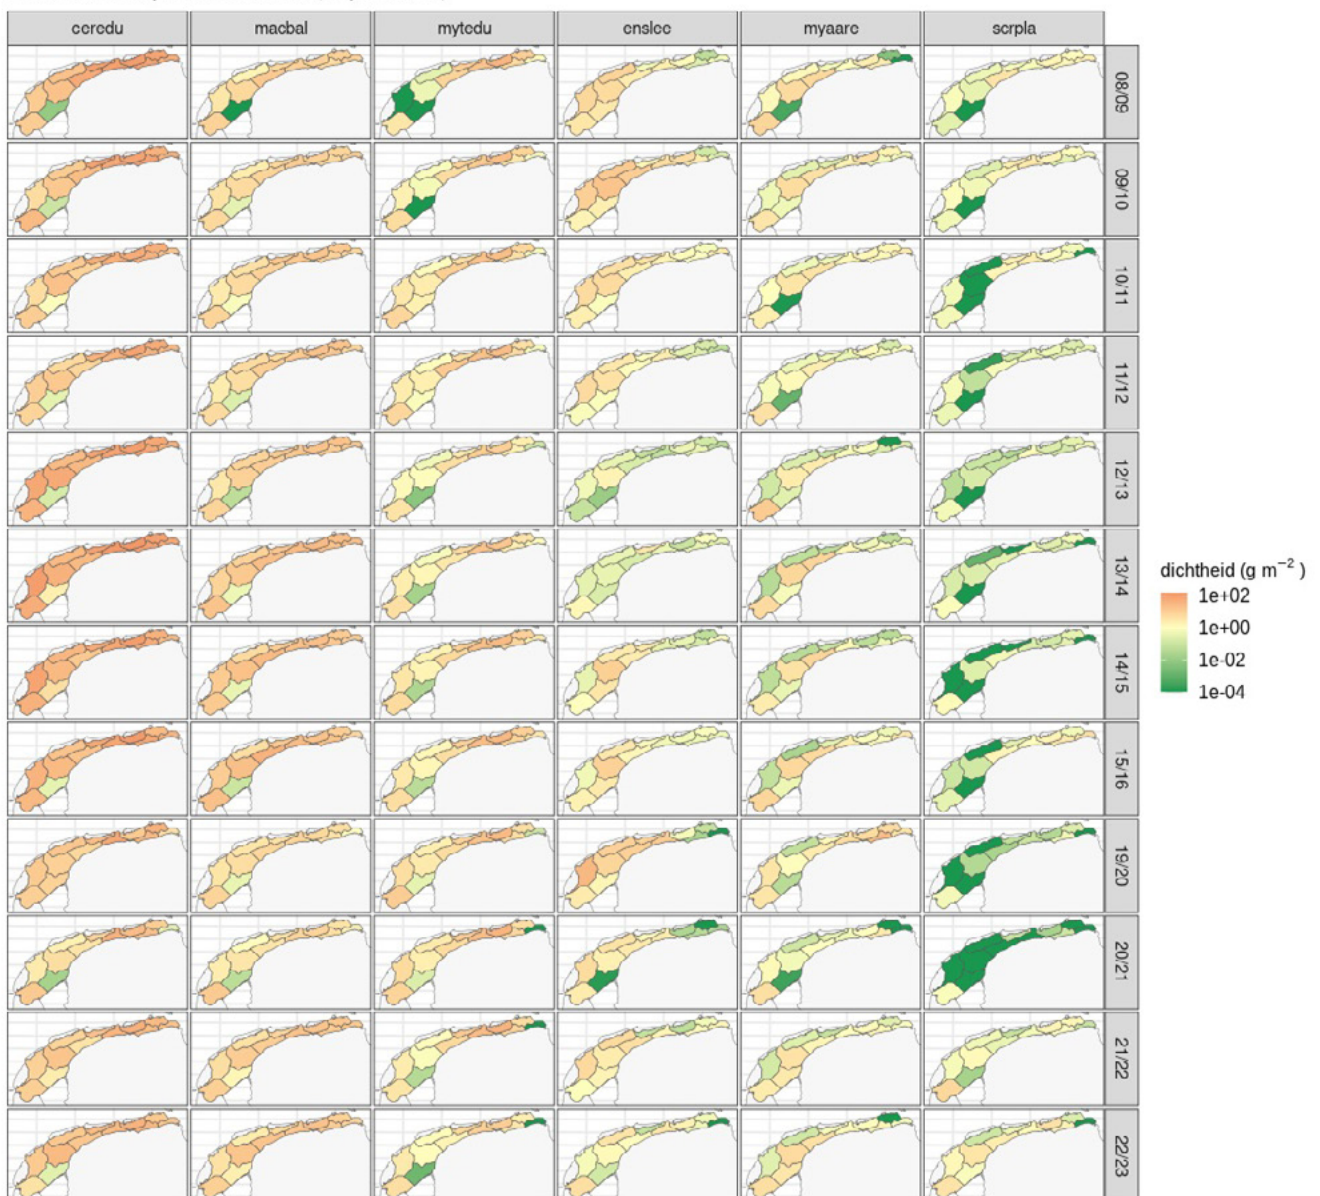 ceredu macbal mytedu enslee myaare scrpla
08/09
09/10
10/11
11/12
12/13
13/14
14/15
15/16
19/20
20/21
21/22
22/23
dichtheid (g m⁻² )
1e+02
1e+00
1e-02
1e-04